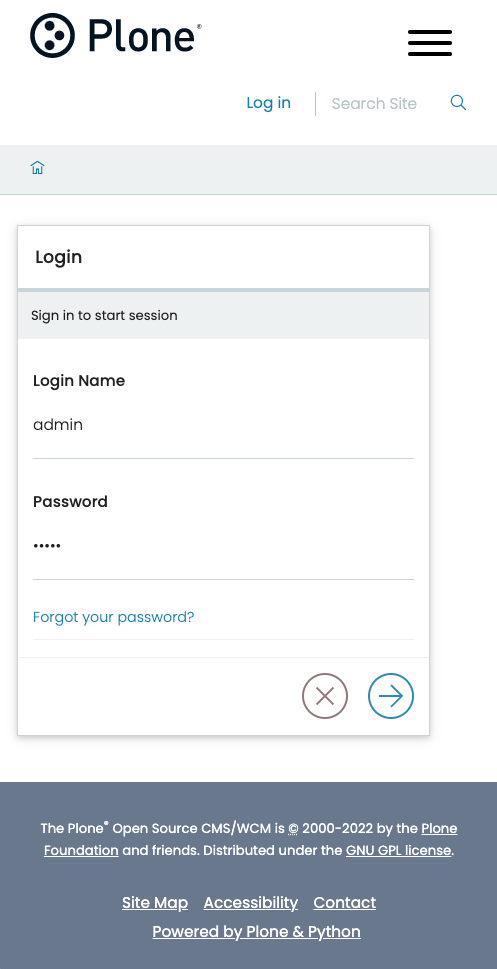 Plone®
Log in
Search Site
Login
Sign in to start session
Login Name
admin
Password
•••••
Forgot your password?
The Plone® Open Source CMS/WCM is © 2000-2022 by the Plone
Foundation and friends. Distributed under the GNU GPL license.
Site Map Accessibility Contact
Powered by Plone & Python